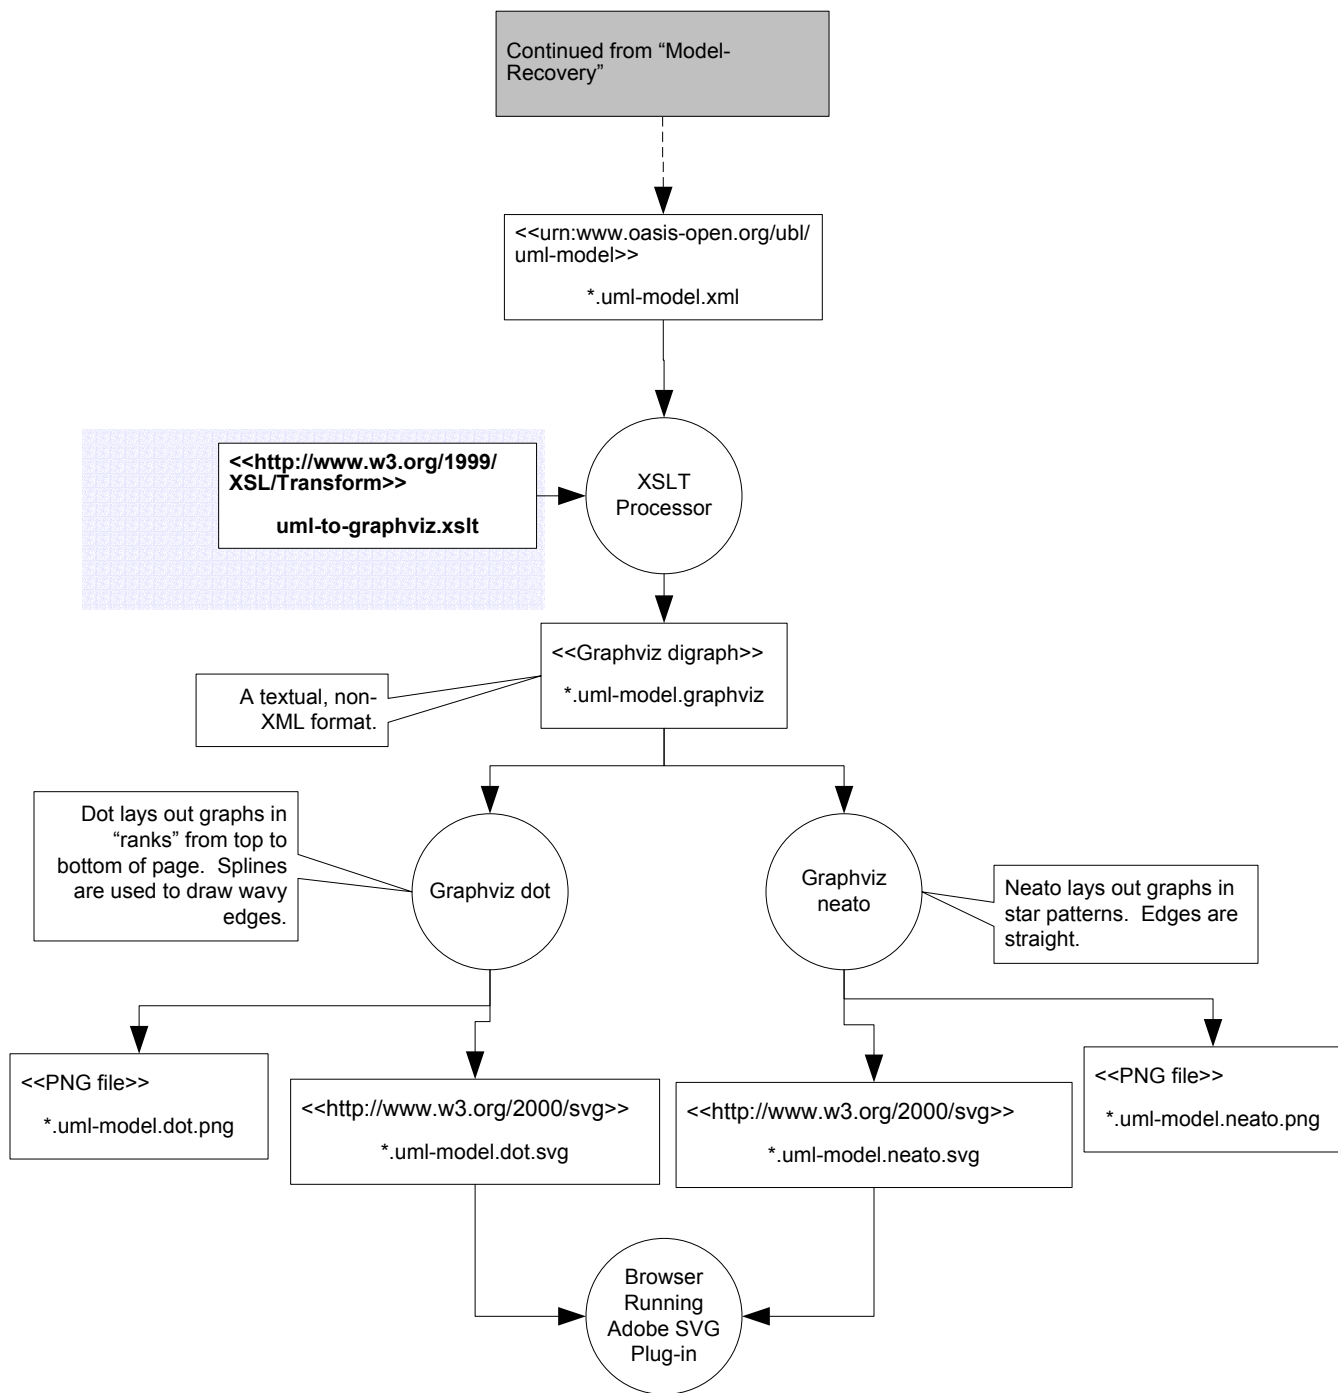 Continued from “Model-
Recovery”
<<urn:www.oasis-open.org/ubl/
uml-model>>
*.uml-model.xml
<<http://www.w3.org/1999/
XSL/Transform>>
uml-to-graphviz.xslt
XSLT
Processor
<<Graphviz digraph>>
*.uml-model.graphviz
A textual, non-
XML format.
Dot lays out graphs in
“ranks” from top to
bottom of page.  Splines
are used to draw wavy
edges.
Graphviz dot
Graphviz
neato
Neato lays out graphs in
star patterns.  Edges are
straight.
<<PNG file>>
*.uml-model.dot.png
<<http://www.w3.org/2000/svg>>
*.uml-model.dot.svg
<<http://www.w3.org/2000/svg>>
*.uml-model.neato.svg
<<PNG file>>
*.uml-model.neato.png
Browser
Running
Adobe SVG
Plug-in